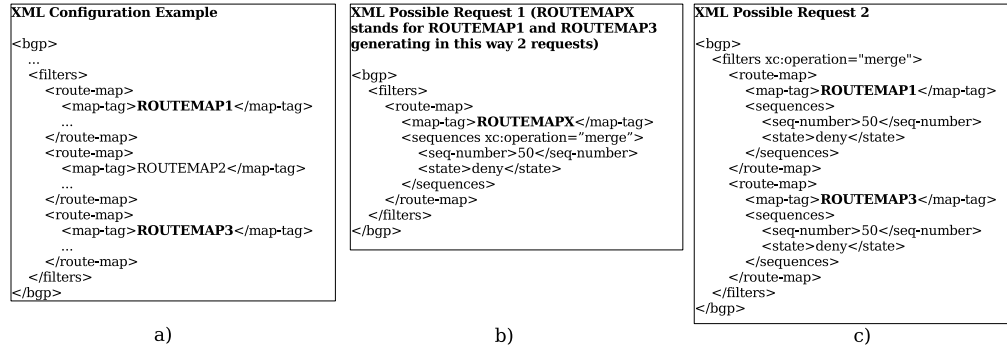 XML Configuration Example
<bgp>
...
<filters>
<route-map>
<map-tag>ROUTEMAP1</map-tag>
...
</route-map>
<route-map>
<map-tag>ROUTEMAP2</map-tag>
...
</route-map>
<route-map>
<map-tag>ROUTEMAP3</map-tag>
...
</route-map>
</filters>
</bgp>
a)
XML Possible Request 1 (ROUTEMAPX
stands for ROUTEMAP1 and ROUTEMAP3
generating in this way 2 requests)
<bgp>
<filters>
<route-map>
<map-tag>ROUTEMAPX</map-tag>
<sequences xc:operation=”merge”>
<seq-number>50</seq-number>
<state>deny</state>
</sequences>
</route-map>
</filters>
</bgp>
b)
XML Possible Request 2
<bgp>
<filters xc:operation="merge">
<route-map>
<map-tag>ROUTEMAP1</map-tag>
<sequences>
<seq-number>50</seq-number>
<state>deny</state>
</sequences>
</route-map>
<route-map>
<map-tag>ROUTEMAP3</map-tag>
<sequences>
<seq-number>50</seq-number>
<state>deny</state>
</sequences>
</route-map>
</filters>
</bgp>
c)